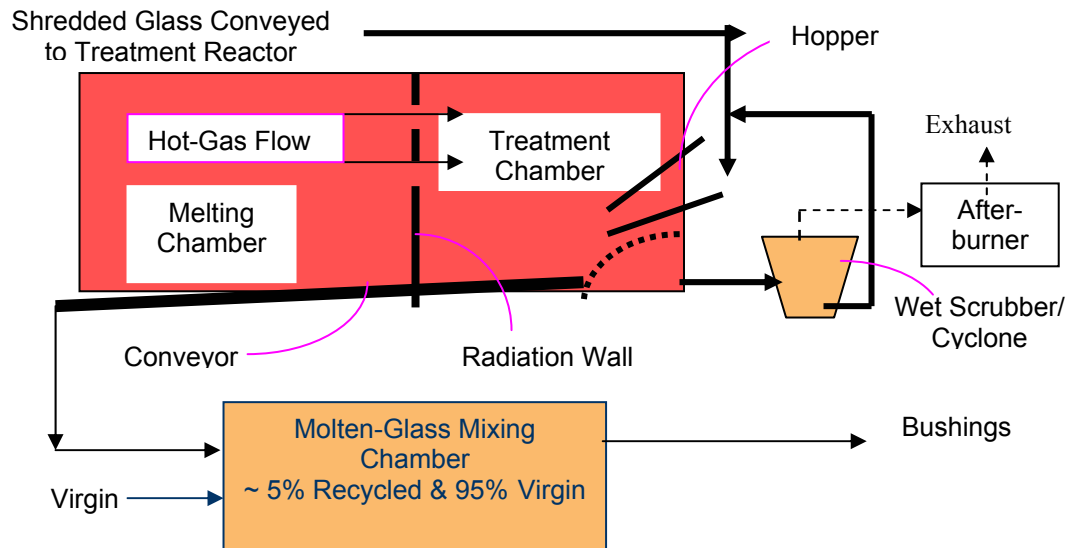 Shredded Glass Conveyed
to Treatment Reactor
Hopper
Hot-Gas Flow
Treatment
Chamber
Exhaust
Melting
Chamber
After-
burner
Wet Scrubber/
Cyclone
Conveyor
Radiation Wall
Molten-Glass Mixing
Chamber
~ 5% Recycled & 95% Virgin
Bushings
Virgin